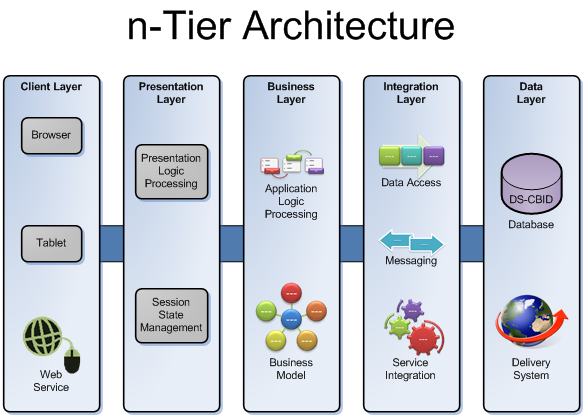 n-Tier Architecture
Client Layer
Browser
Tablet
Web
Service
Presentation
Layer
Presentation
Logic
Processing
Session
State
Management
Business
Layer
Application
Logic
Processing
Business
Model
Integration
Layer
Data Access
Messaging
Service
Integration
Data
Layer
DS-CBID
Database
Delivery
System